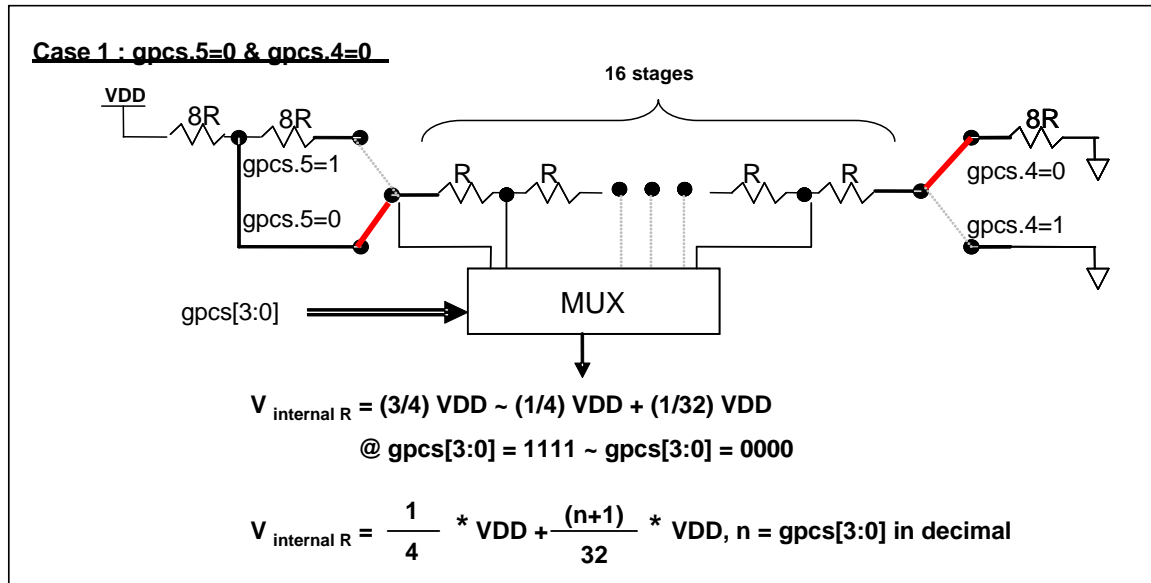 Case 1 : gpcs.5=0 & gpcs.4=0
16 stages
VDD
8R 8R 8R
gpcs.5=1 R R R R gpcs.4=0
gpcs.5=0 gpcs.4=1
gpcs[3:0] MUX
V internal R = (3/4) VDD ~ (1/4) VDD + (1/32) VDD
@ gpcs[3:0] = 1111 ~ gpcs[3:0] = 0000
V internal R = 1/4 * VDD + (n+1)/32 * VDD, n = gpcs[3:0] in decimal